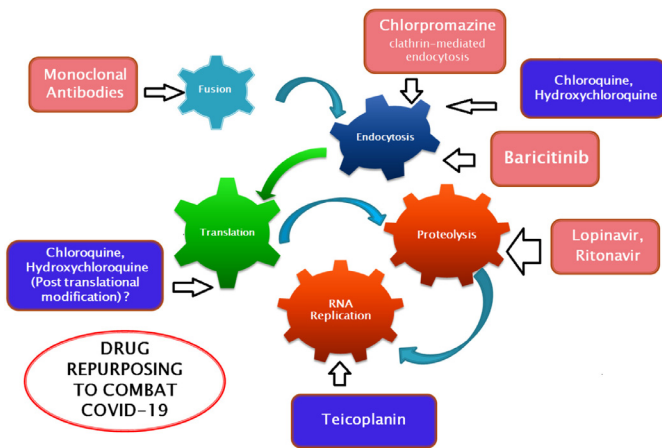 Chlorpromazine
clathrin-mediated
endocytosis
Monoclonal
Antibodies
Fusion
Chloroquine,
Hydroxychloroquine
Endocytosis
Baricitinib
Translation
Proteolysis
Lopinavir,
Ritonavir
Chloroquine,
Hydroxychloroquine
(Post translational
modification) ?
RNA
Replication
DRUG
REPURPOSING
TO COMBAT
COVID-19
Teicoplanin